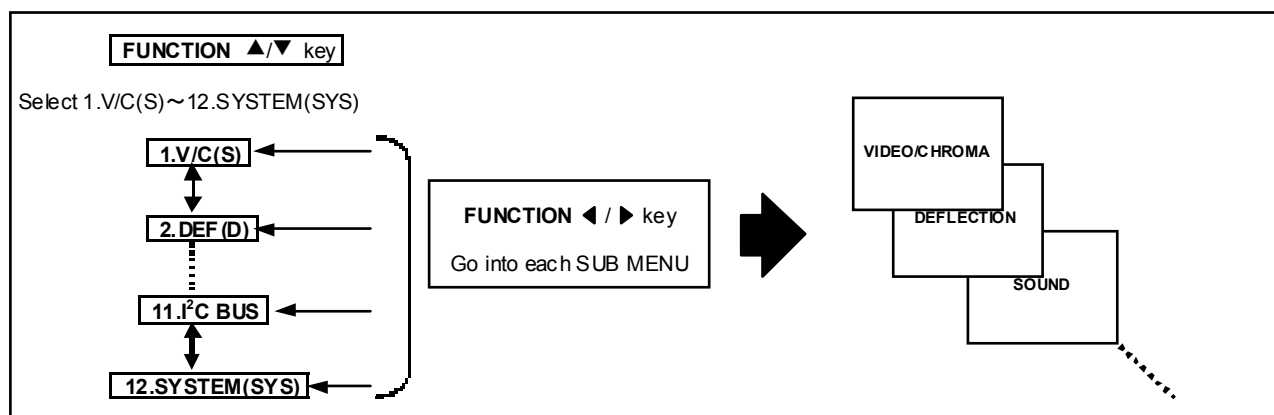 FUNCTION ▲/▼ key
Select 1.V/C(S)～12.SYSTEM(SYS)
1.V/C(S)
2.DEF(D)
11.I²C BUS
12.SYSTEM(SYS)
FUNCTION ◀ / ▶ key
Go into each SUB MENU
VIDEO/CHROMA
DEFLECTION
SOUND